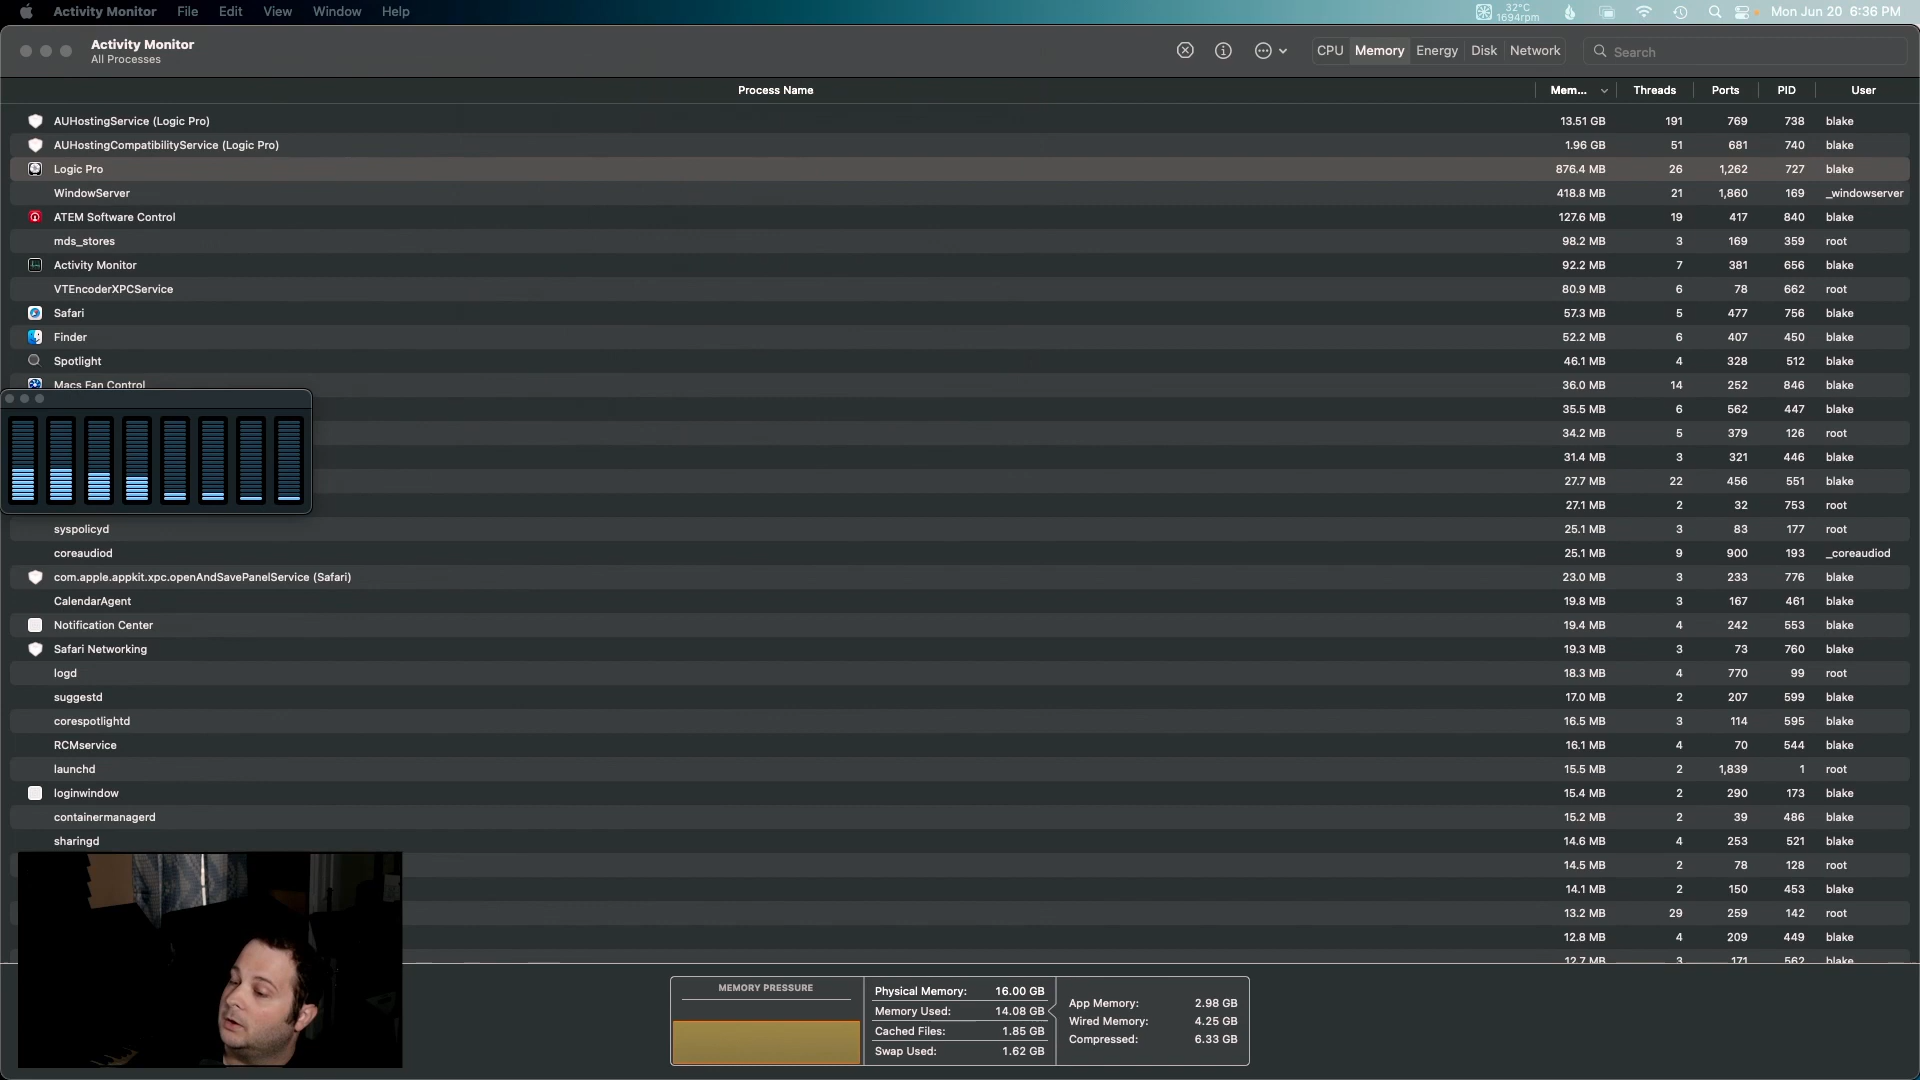 Activity Monitor File Edit View Window Help 32°C 1694rpm Mon Jun 20 6:36 PM
Activity Monitor
All Processes
CPU Memory Energy Disk Network Search
Process Name Mem... Threads Ports PID User
AUHostingService (Logic Pro) 13.51 GB 191 769 738 blake
AUHostingCompatibilityService (Logic Pro) 1.96 GB 51 681 740 blake
Logic Pro 876.4 MB 26 1,262 727 blake
WindowServer 418.8 MB 21 1,860 169 _windowserver
ATEM Software Control 127.6 MB 19 417 840 blake
mds_stores 98.2 MB 3 169 359 root
Activity Monitor 92.2 MB 7 381 656 blake
VTEncoderXPCService 80.9 MB 6 78 662 root
Safari 57.3 MB 5 477 756 blake
Finder 52.2 MB 6 407 450 blake
Spotlight 46.1 MB 4 328 512 blake
Macs Fan Control 36.0 MB 14 252 846 blake
35.5 MB 6 562 447 blake
34.2 MB 5 379 126 root
31.4 MB 3 321 446 blake
27.7 MB 22 456 551 blake
27.1 MB 2 32 753 root
syspolicyd 25.1 MB 3 83 177 root
coreaudiod 25.1 MB 9 900 193 _coreaudiod
com.apple.appkit.xpc.openAndSavePanelService (Safari) 23.0 MB 3 233 776 blake
CalendarAgent 19.8 MB 3 167 461 blake
Notification Center 19.4 MB 4 242 553 blake
Safari Networking 19.3 MB 3 73 760 blake
logd 18.3 MB 4 770 99 root
suggestd 17.0 MB 2 207 599 blake
corespotlightd 16.5 MB 3 114 595 blake
RCMservice 16.1 MB 4 70 544 blake
launchd 15.5 MB 2 1,839 1 root
loginwindow 15.4 MB 2 290 173 blake
containermanagerd 15.2 MB 2 39 486 blake
sharingd 14.6 MB 4 253 521 blake
14.5 MB 2 78 128 root
14.1 MB 2 150 453 blake
13.2 MB 29 259 142 root
12.8 MB 4 209 449 blake
12.7 MB 3 171 562 blake
MEMORY PRESSURE
Physical Memory: 16.00 GB
Memory Used: 14.08 GB
Cached Files: 1.85 GB
Swap Used: 1.62 GB
App Memory: 2.98 GB
Wired Memory: 4.25 GB
Compressed: 6.33 GB